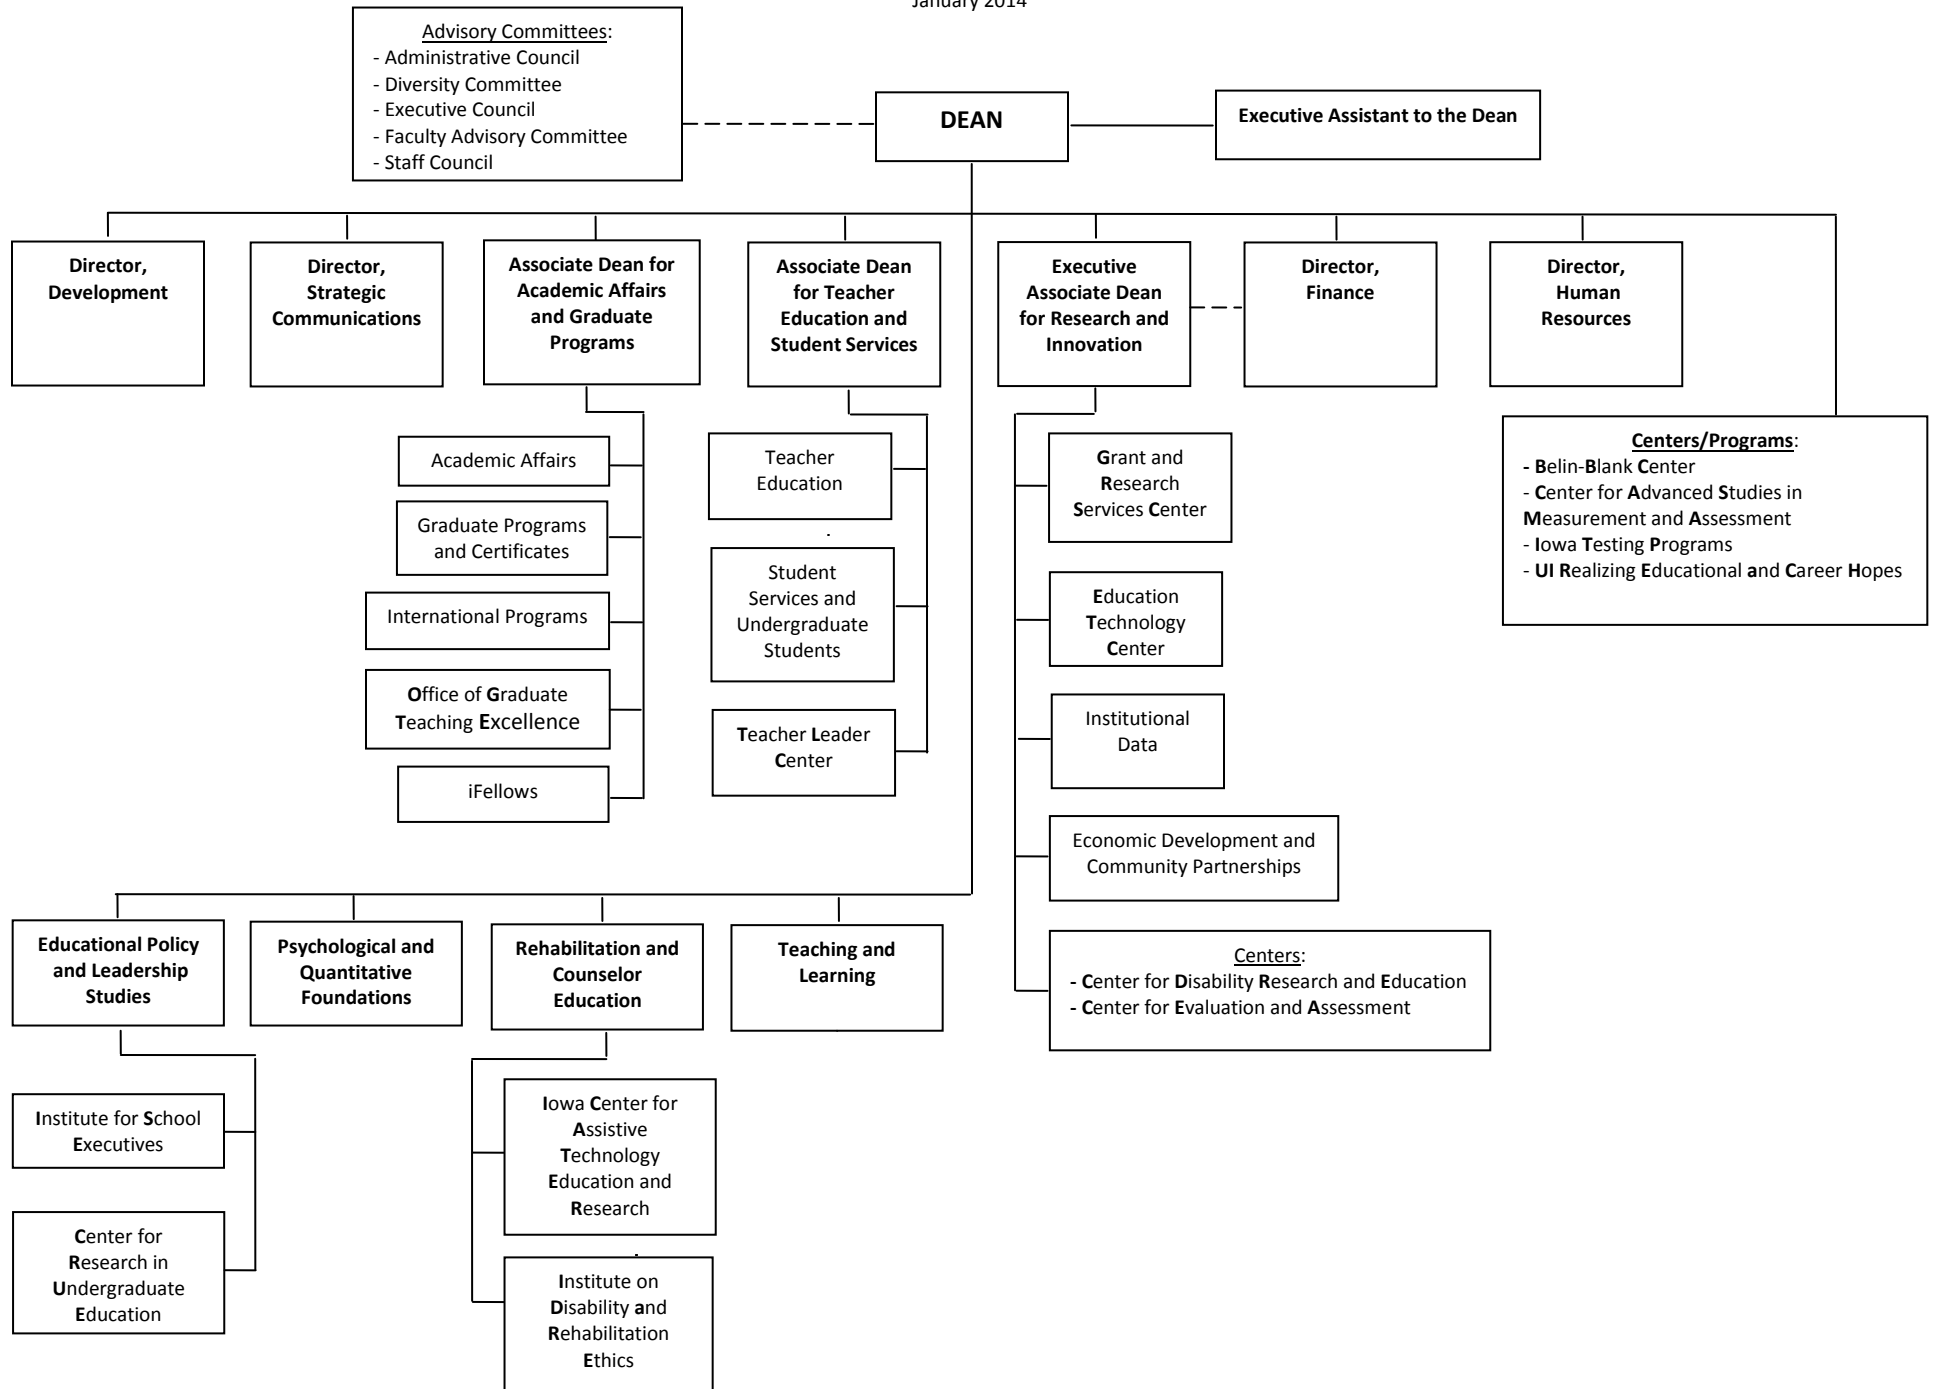 January 2014
Advisory Committees:
- Administrative Council
- Diversity Committee
- Executive Council
- Faculty Advisory Committee
- Staff Council
DEAN
Executive Assistant to the Dean
Director,
Development
Director,
Strategic
Communications
Associate Dean for
Academic Affairs
and Graduate
Programs
Associate Dean
for Teacher
Education and
Student Services
Executive
Associate Dean
for Research and
Innovation
Director,
Finance
Director,
Human
Resources
Academic Affairs
Graduate Programs
and Certificates
International Programs
Office of Graduate
Teaching Excellence
iFellows
Teacher
Education
Student
Services and
Undergraduate
Students
Teacher Leader
Center
Grant and
Research
Services Center
Education
Technology
Center
Institutional
Data
Economic Development and
Community Partnerships
Centers:
- Center for Disability Research and Education
- Center for Evaluation and Assessment
Centers/Programs:
- Belin-Blank Center
- Center for Advanced Studies in
Measurement and Assessment
- Iowa Testing Programs
- UI Realizing Educational and Career Hopes
Educational Policy
and Leadership
Studies
Psychological and
Quantitative
Foundations
Rehabilitation and
Counselor
Education
Teaching and
Learning
Institute for School
Executives
Center for
Research in
Undergraduate
Education
Iowa Center for
Assistive
Technology
Education and
Research
Institute on
Disability and
Rehabilitation
Ethics